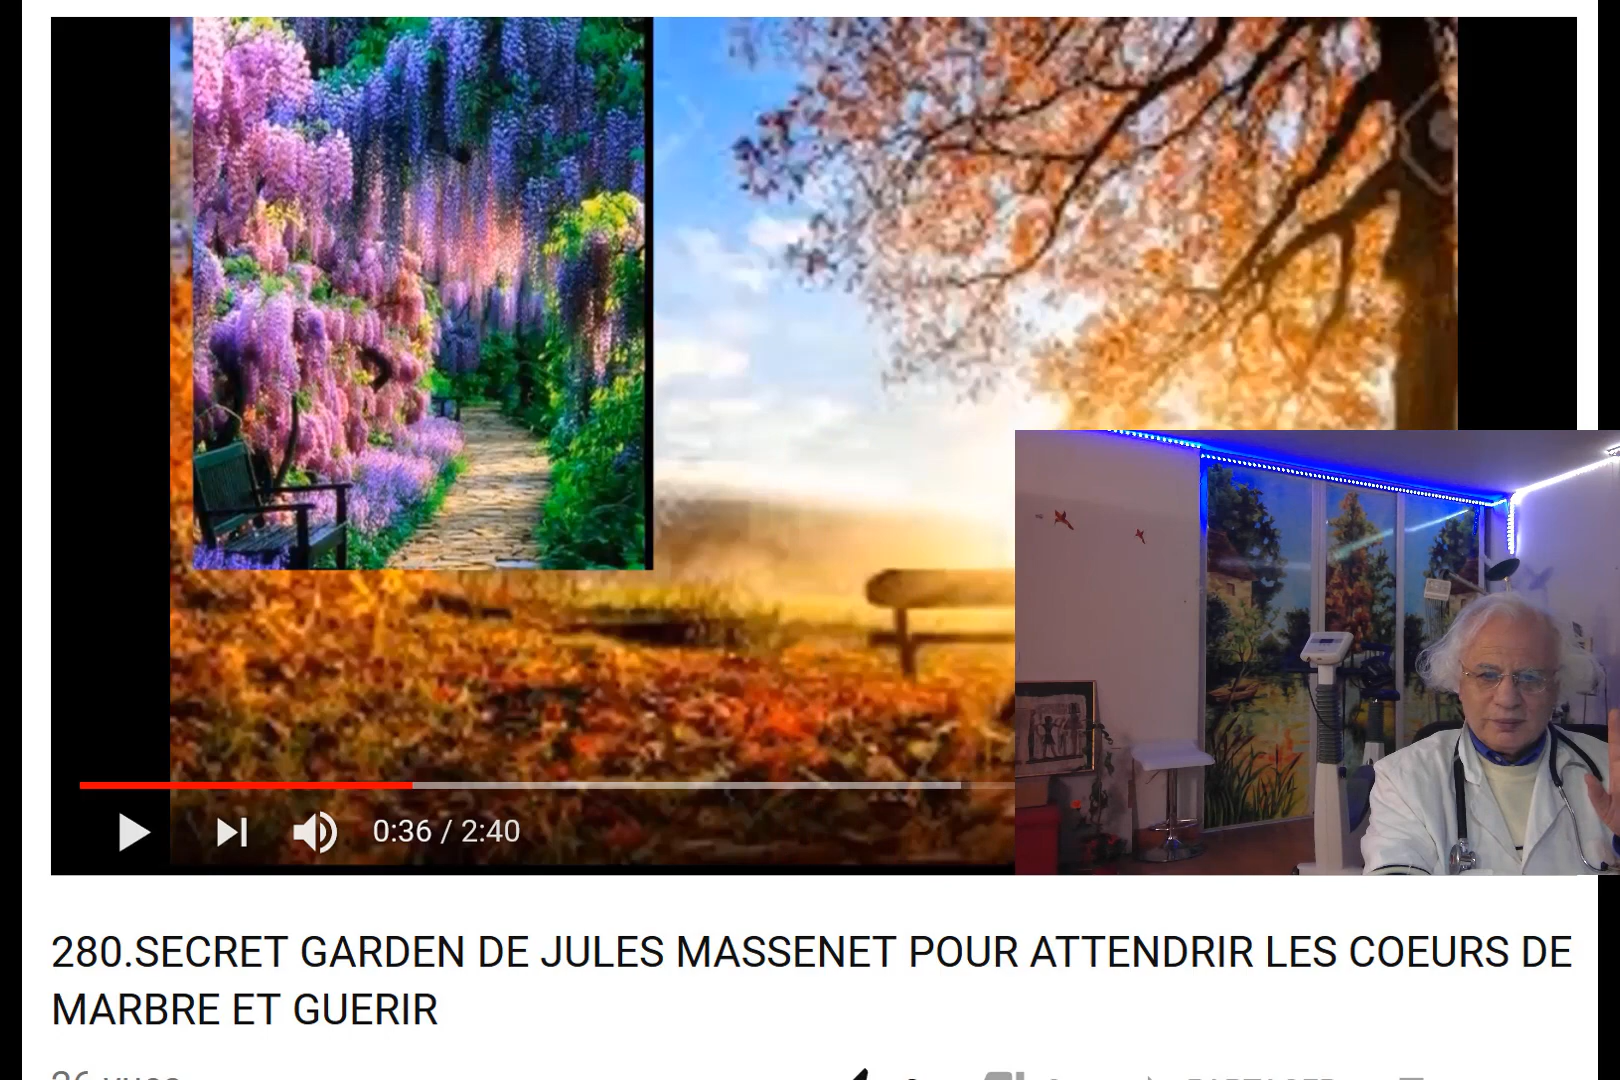 0:36 / 2:40
280.SECRET GARDEN DE JULES MASSENET POUR ATTENDRIR LES COEURS DE
MARBRE ET GUERIR